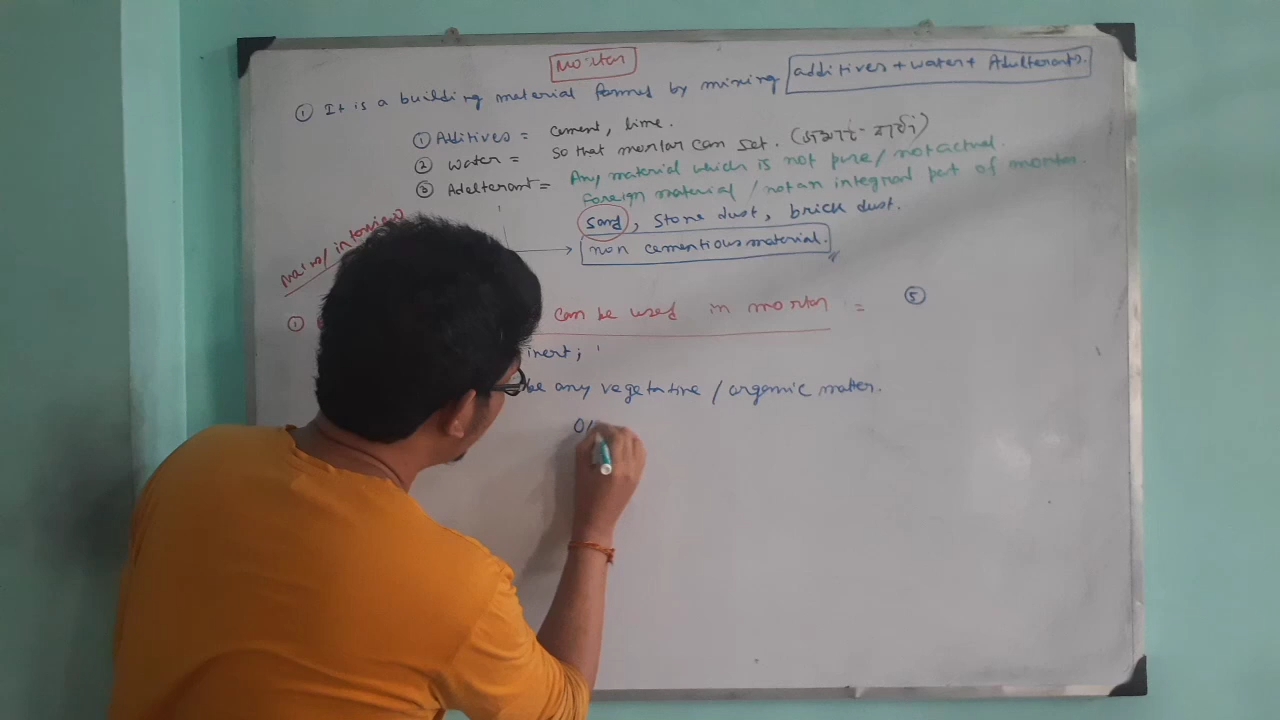 Mortar
① It is a building material formed by mixing additives + water + Adulterants.
① Additives = cement, lime.
② water = so that mortar can set.
③ Adulterant = Any material which is not pure / not actual.
foreign material / not an integral part of mortar.
sand, stone dust, brick dust.
non cementious material.
mains/ interview
① can be used in mortar = ⑤
inert;
be any vegetative / organic matter.